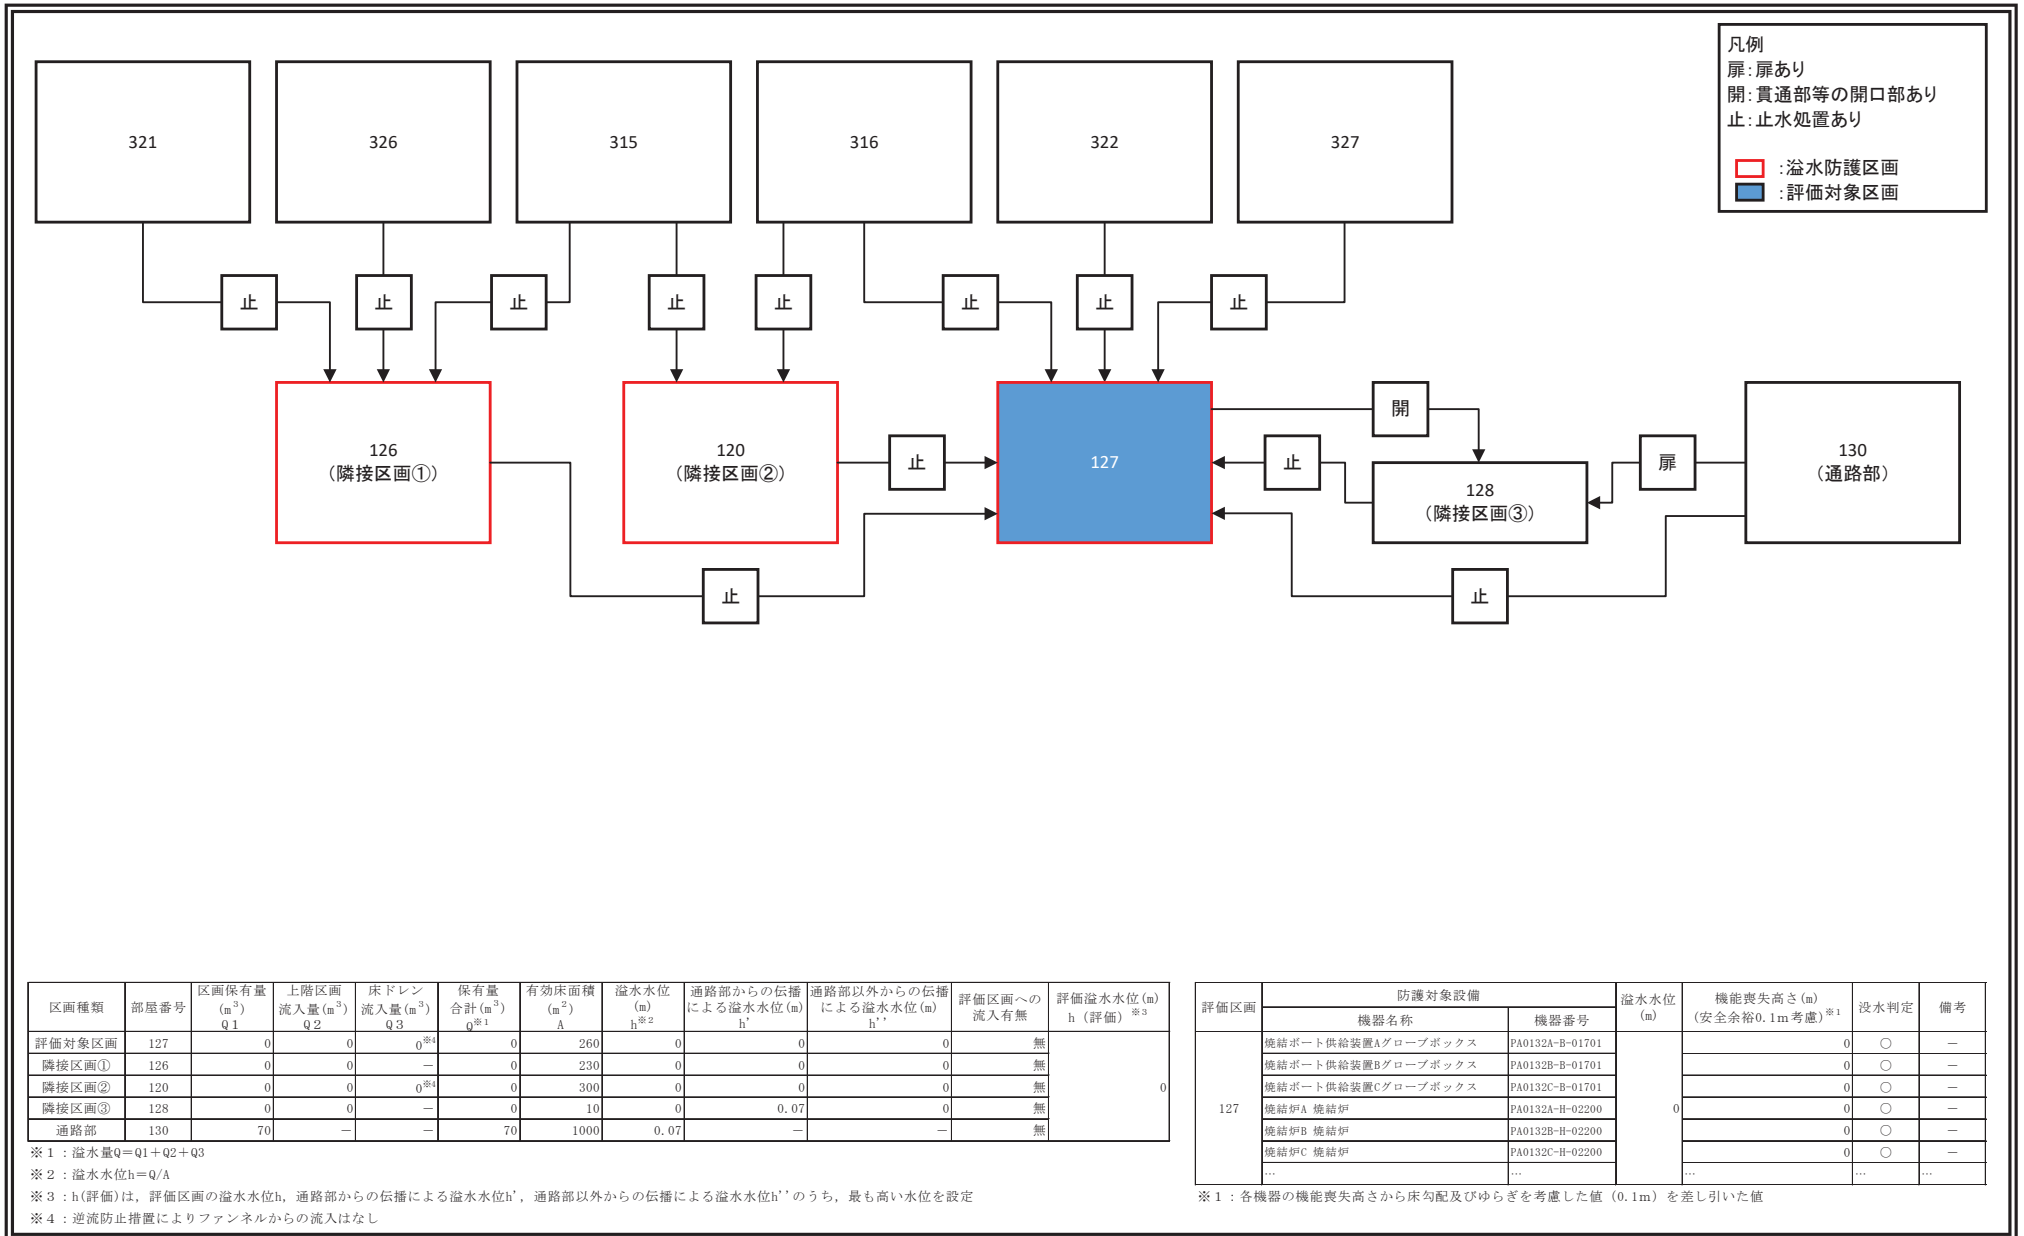 凡例
扉:扉あり
開:貫通部等の開口部あり
止:止水処置あり
:溢水防護区画
:評価対象区画
321
326
315
316
322
327
止
止
止
止
止
止
止
止
126
(隣接区画①)
120
(隣接区画②)
止
127
開
止
128
(隣接区画③)
扉
130
(通路部)
止
止
区画種類 部屋番号 区画保有量(m³) Q1 上階区画流入量(m³) Q2 床ドレン流入量(m³) Q3 保有量合計(m³) Q※1 有効床面積(m²) A 溢水水位(m) h※2 通路部からの伝播による溢水水位(m) h' 通路部以外からの伝播による溢水水位(m) h'' 評価区画への流入有無 評価溢水水位(m) h(評価)※3
評価対象区画 127 0 0 0※4 0 260 0 0 0 無 0
隣接区画① 126 0 0 － 0 230 0 0 0 無
隣接区画② 120 0 0 0※4 0 300 0 0 0 無
隣接区画③ 128 0 0 － 0 10 0 0.07 0 無
通路部 130 70 － － 70 1000 0.07 － － 無
※1:溢水量Q=Q1+Q2+Q3
※2:溢水水位h=Q/A
※3:h(評価)は，評価区画の溢水水位h，通路部からの伝播による溢水水位h'，通路部以外からの伝播による溢水水位h''のうち，最も高い水位を設定
※4:逆流防止措置によりファンネルからの流入はなし
評価区画 防護対象設備 溢水水位(m) 機能喪失高さ(m)(安全余裕0.1m考慮)※1 没水判定 備考
機器名称 機器番号
127 0
焼結ボート供給装置Aグローブボックス PA0132A-B-01701 0 ○ －
焼結ボート供給装置Bグローブボックス PA0132B-B-01701 0 ○ －
焼結ボート供給装置Cグローブボックス PA0132C-B-01701 0 ○ －
焼結炉A 焼結炉 PA0132A-H-02200 0 ○ －
焼結炉B 焼結炉 PA0132B-H-02200 0 ○ －
焼結炉C 焼結炉 PA0132C-H-02200 0 ○ －
… … … … …
※1:各機器の機能喪失高さから床勾配及びゆらぎを考慮した値(0.1m)を差し引いた値